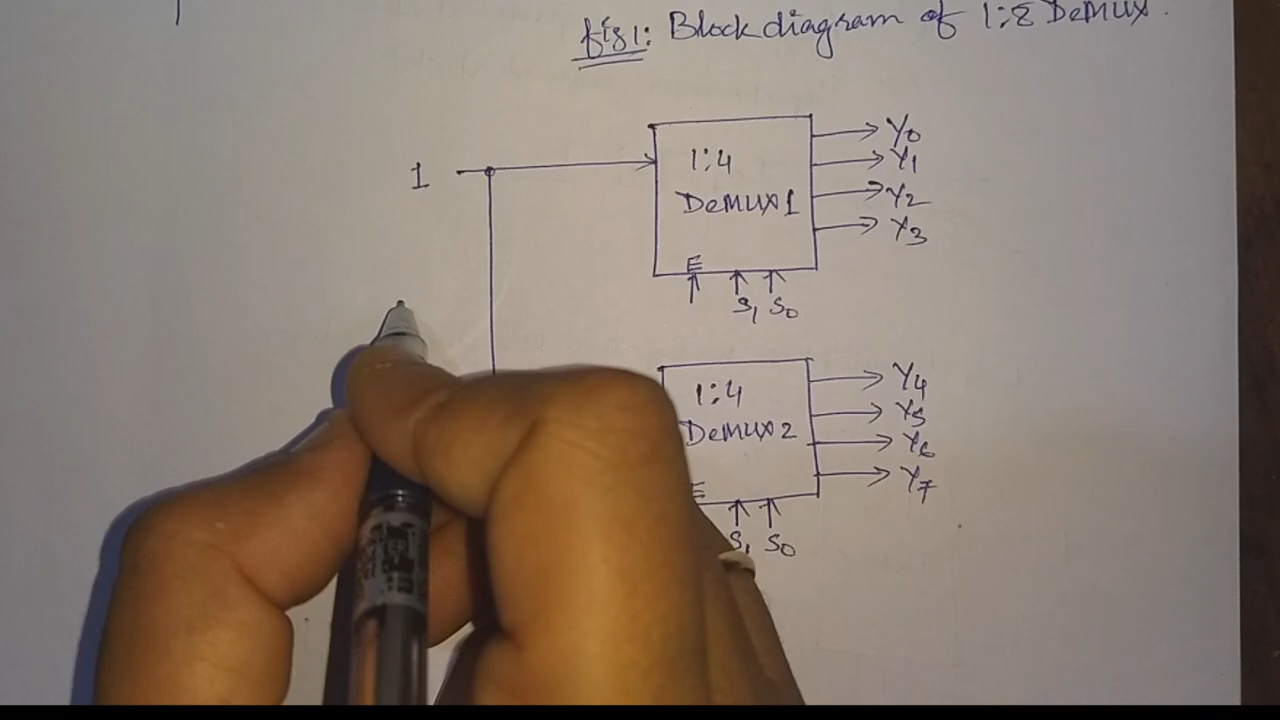 fig1: Block diagram of 1:8 DeMUX.
1
1:4
DeMUX1
E
S1 S0
Y0
Y1
Y2
Y3
1:4
DeMUX2
E
S1 S0
Y4
Y5
Y6
Y7